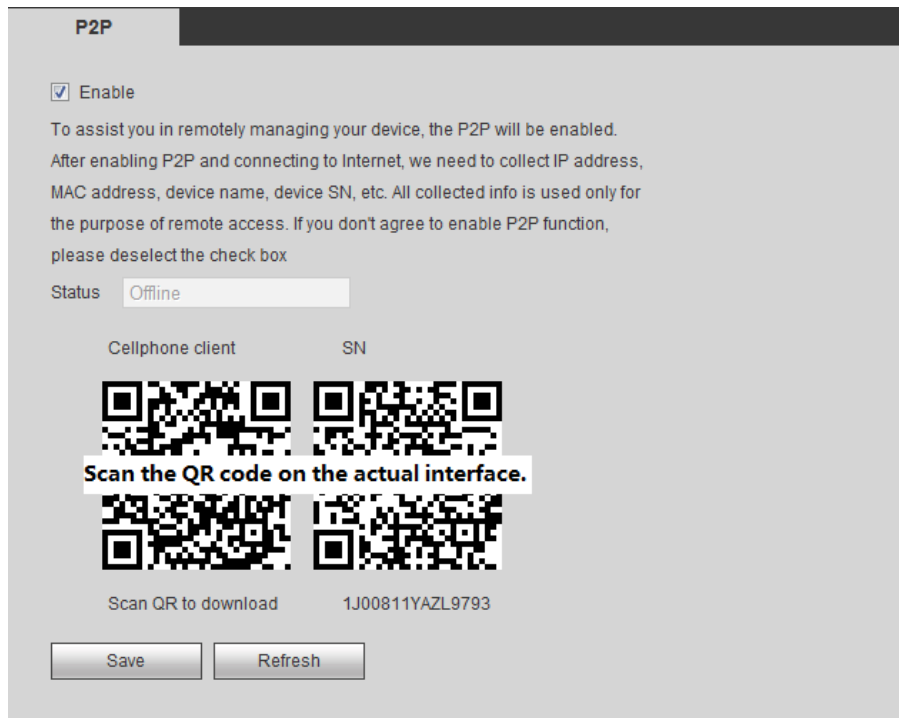 P2P
Enable
To assist you in remotely managing your device, the P2P will be enabled.
After enabling P2P and connecting to Internet, we need to collect IP address,
MAC address, device name, device SN, etc. All collected info is used only for
the purpose of remote access. If you don't agree to enable P2P function,
please deselect the check box
Status Offline
Cellphone client SN
Scan the QR code on the actual interface.
Scan QR to download 1J00811YAZL9793
Save Refresh